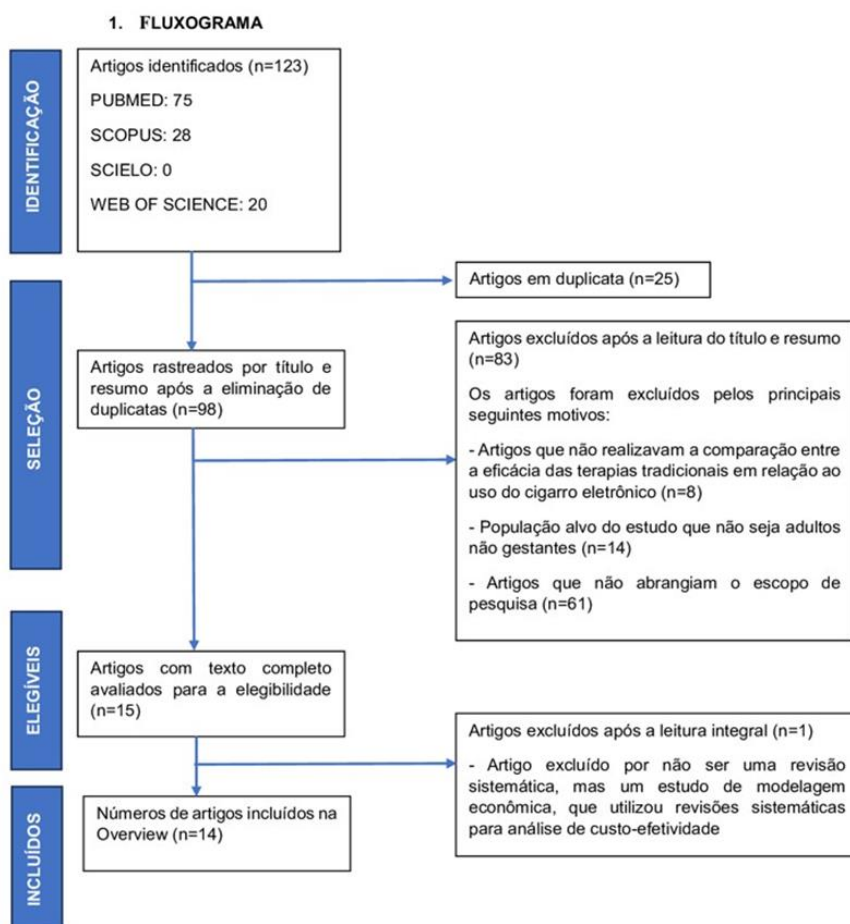 1. FLUXOGRAMA
IDENTIFICAÇÃO
Artigos identificados (n=123)
PUBMED: 75
SCOPUS: 28
SCIELO: 0
WEB OF SCIENCE: 20
Artigos em duplicata (n=25)
SELEÇÃO
Artigos rastreados por título e
resumo após a eliminação de
duplicatas (n=98)
Artigos excluídos após a leitura do título e resumo
(n=83)
Os artigos foram excluídos pelos principais
seguintes motivos:
- Artigos que não realizavam a comparação entre
a eficácia das terapias tradicionais em relação ao
uso do cigarro eletrônico (n=8)
- População alvo do estudo que não seja adultos
não gestantes (n=14)
- Artigos que não abrangiam o escopo de
pesquisa (n=61)
ELEGÍVEIS
Artigos com texto completo
avaliados para a elegibilidade
(n=15)
Artigos excluídos após a leitura integral (n=1)
- Artigo excluído por não ser uma revisão
sistemática, mas um estudo de modelagem
econômica, que utilizou revisões sistemáticas
para análise de custo-efetividade
INCLUÍDOS
Números de artigos incluídos na
Overview (n=14)